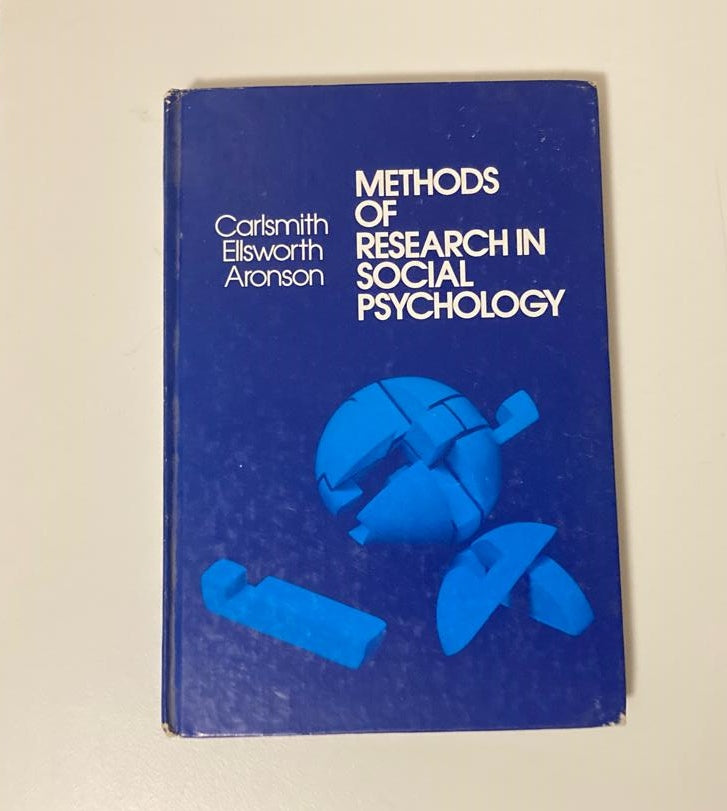 Carlsmith
Ellsworth
Aronson
METHODS
OF
RESEARCH IN
SOCIAL
PSYCHOLOGY